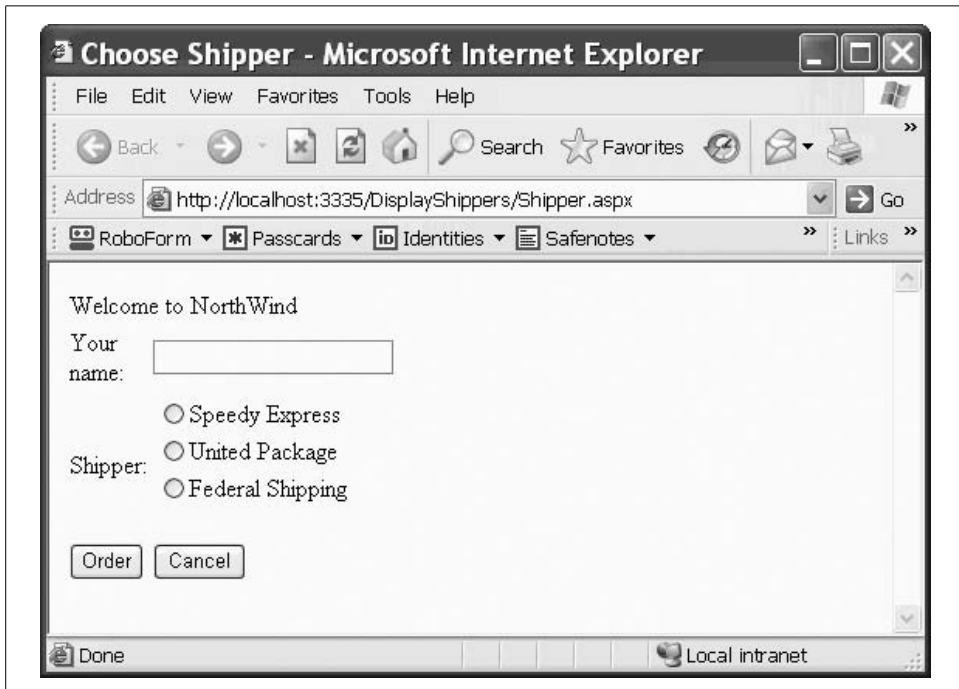 Choose Shipper - Microsoft Internet Explorer
File Edit View Favorites Tools Help
Back Search Favorites »
Address http://localhost:3335/DisplayShippers/Shipper.aspx Go
RoboForm Passcards ID Identities Safenotes » Links »
Welcome to NorthWind
Your
name:
Speedy Express
Shipper: United Package
Federal Shipping
Order Cancel
Done Local intranet